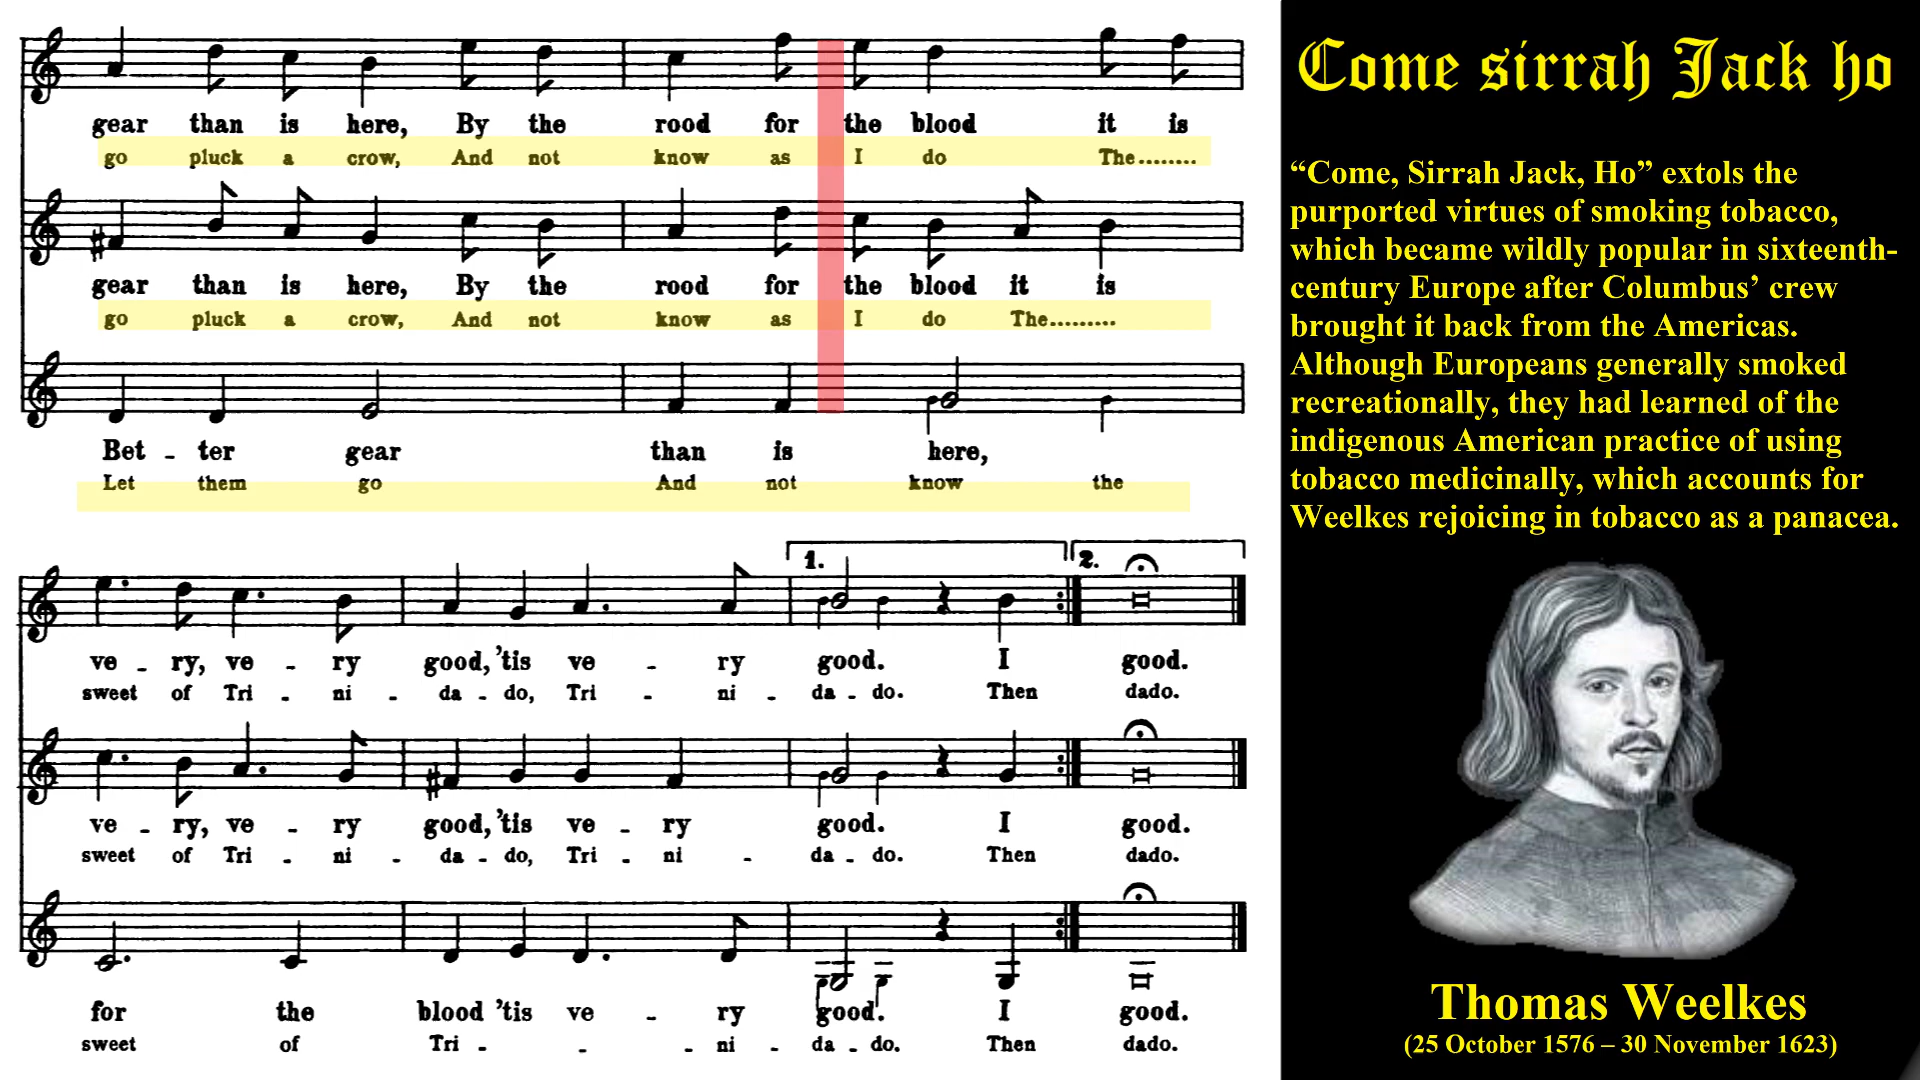 gear than is here, By the rood for the blood it is
go pluck a crow, And not know as I do The........
gear than is here, By the rood for the blood it is
go pluck a crow, And not know as I do The.........
Bet - ter gear than is here,
Let them go And not know the
1. 2.
ve - ry, ve - ry good, 'tis ve - ry good. I good.
sweet of Tri - ni - da - do, Tri - ni - da - do. Then dado.
ve - ry, ve - ry good, 'tis ve - ry good. I good.
sweet of Tri - ni - da - do, Tri - ni - da - do. Then dado.
for the blood 'tis ve - ry good. I good.
sweet of Tri - - - ni - da - do. Then dado.
Come sirrah Jack ho
“Come, Sirrah Jack, Ho” extols the
purported virtues of smoking tobacco,
which became wildly popular in sixteenth-
century Europe after Columbus’ crew
brought it back from the Americas.
Although Europeans generally smoked
recreationally, they had learned of the
indigenous American practice of using
tobacco medicinally, which accounts for
Weelkes rejoicing in tobacco as a panacea.
Thomas Weelkes
(25 October 1576 – 30 November 1623)